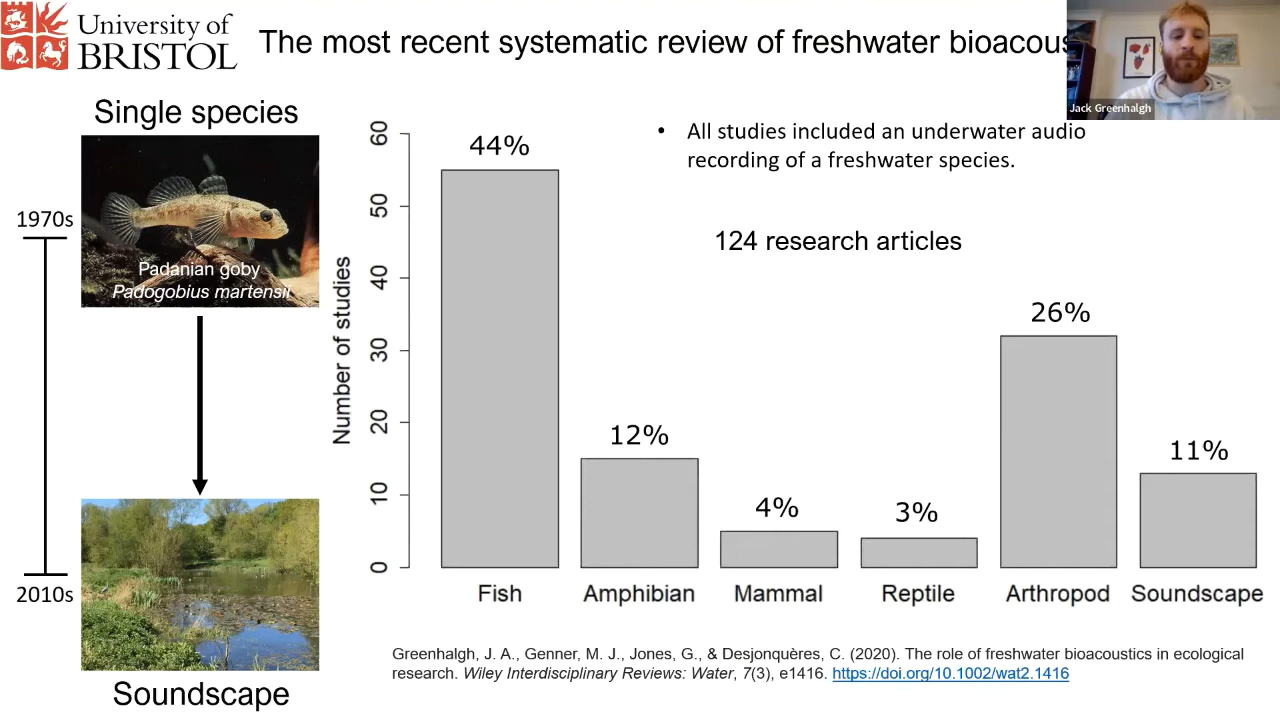 University of
BRISTOL
The most recent systematic review of freshwater
Jack Greenhalgh
Single species
1970s
Padanian goby
Padogobius martensii
2010s
Soundscape
• All studies included an underwater audio
recording of a freshwater species.
124 research articles
Number of studies
60
50
40
30
20
10
0
44%
12%
4%
3%
26%
11%
Fish
Amphibian
Mammal
Reptile
Arthropod
Soundscape
Greenhalgh, J. A., Genner, M. J., Jones, G., & Desjonquères, C. (2020). The role of freshwater bioacoustics in ecological
research. Wiley Interdisciplinary Reviews: Water, 7(3), e1416. https://doi.org/10.1002/wat2.1416